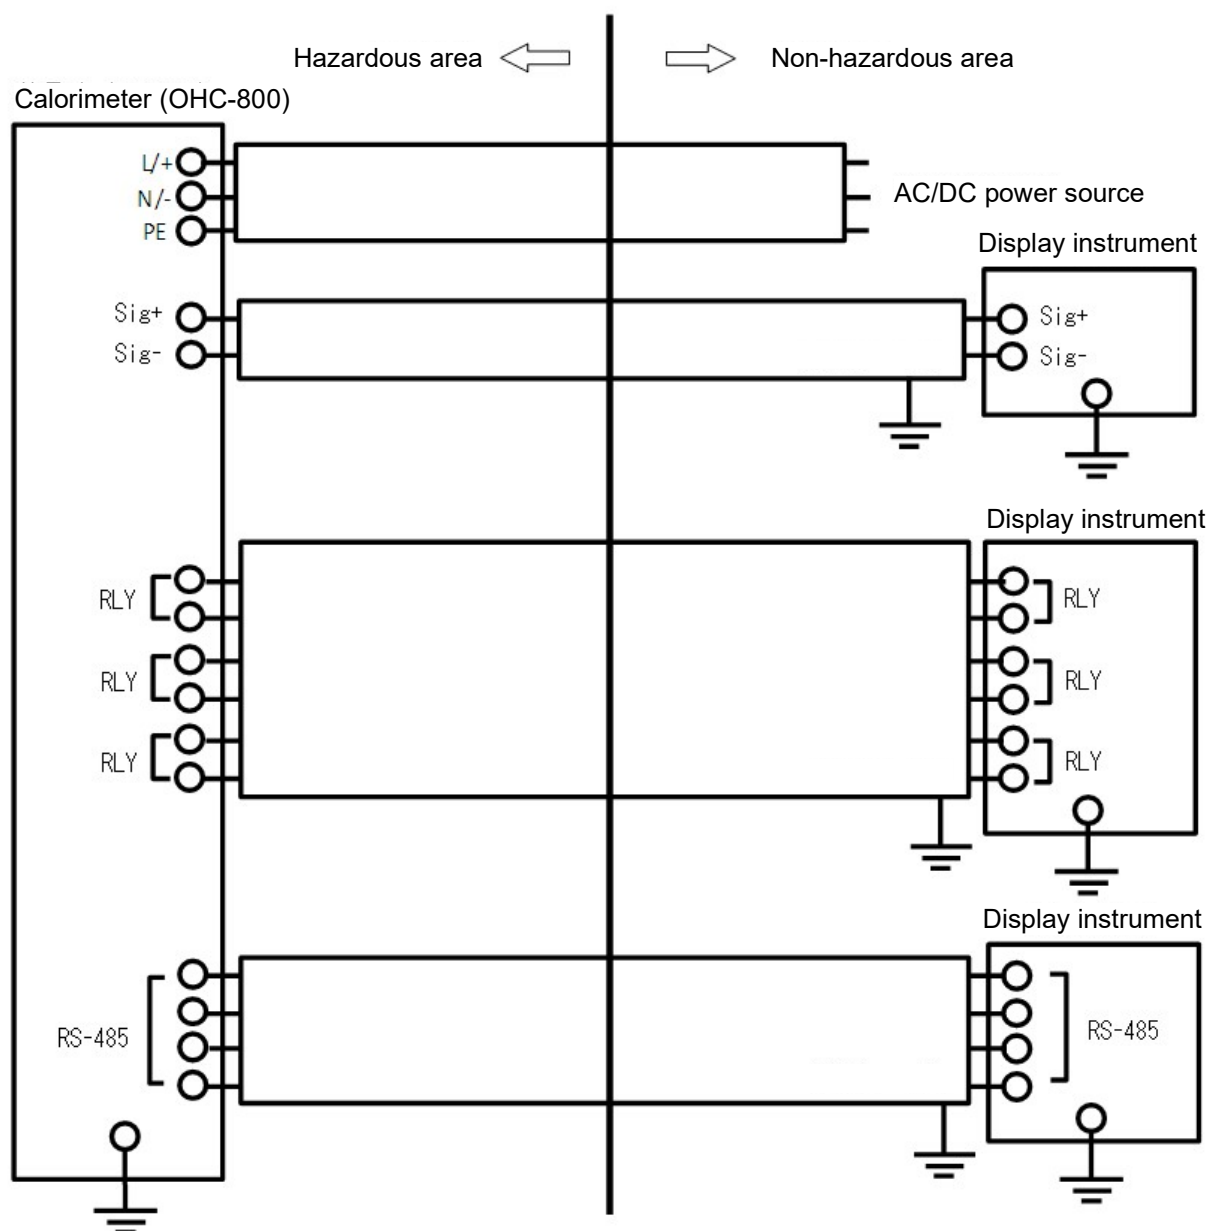 Hazardous area
Non-hazardous area
Calorimeter (OHC-800)
L/+
N/-
PE
AC/DC power source
Display instrument
Sig+
Sig-
Sig+
Sig-
Display instrument
RLY
RLY
RLY
RLY
RLY
RLY
Display instrument
RS-485
RS-485